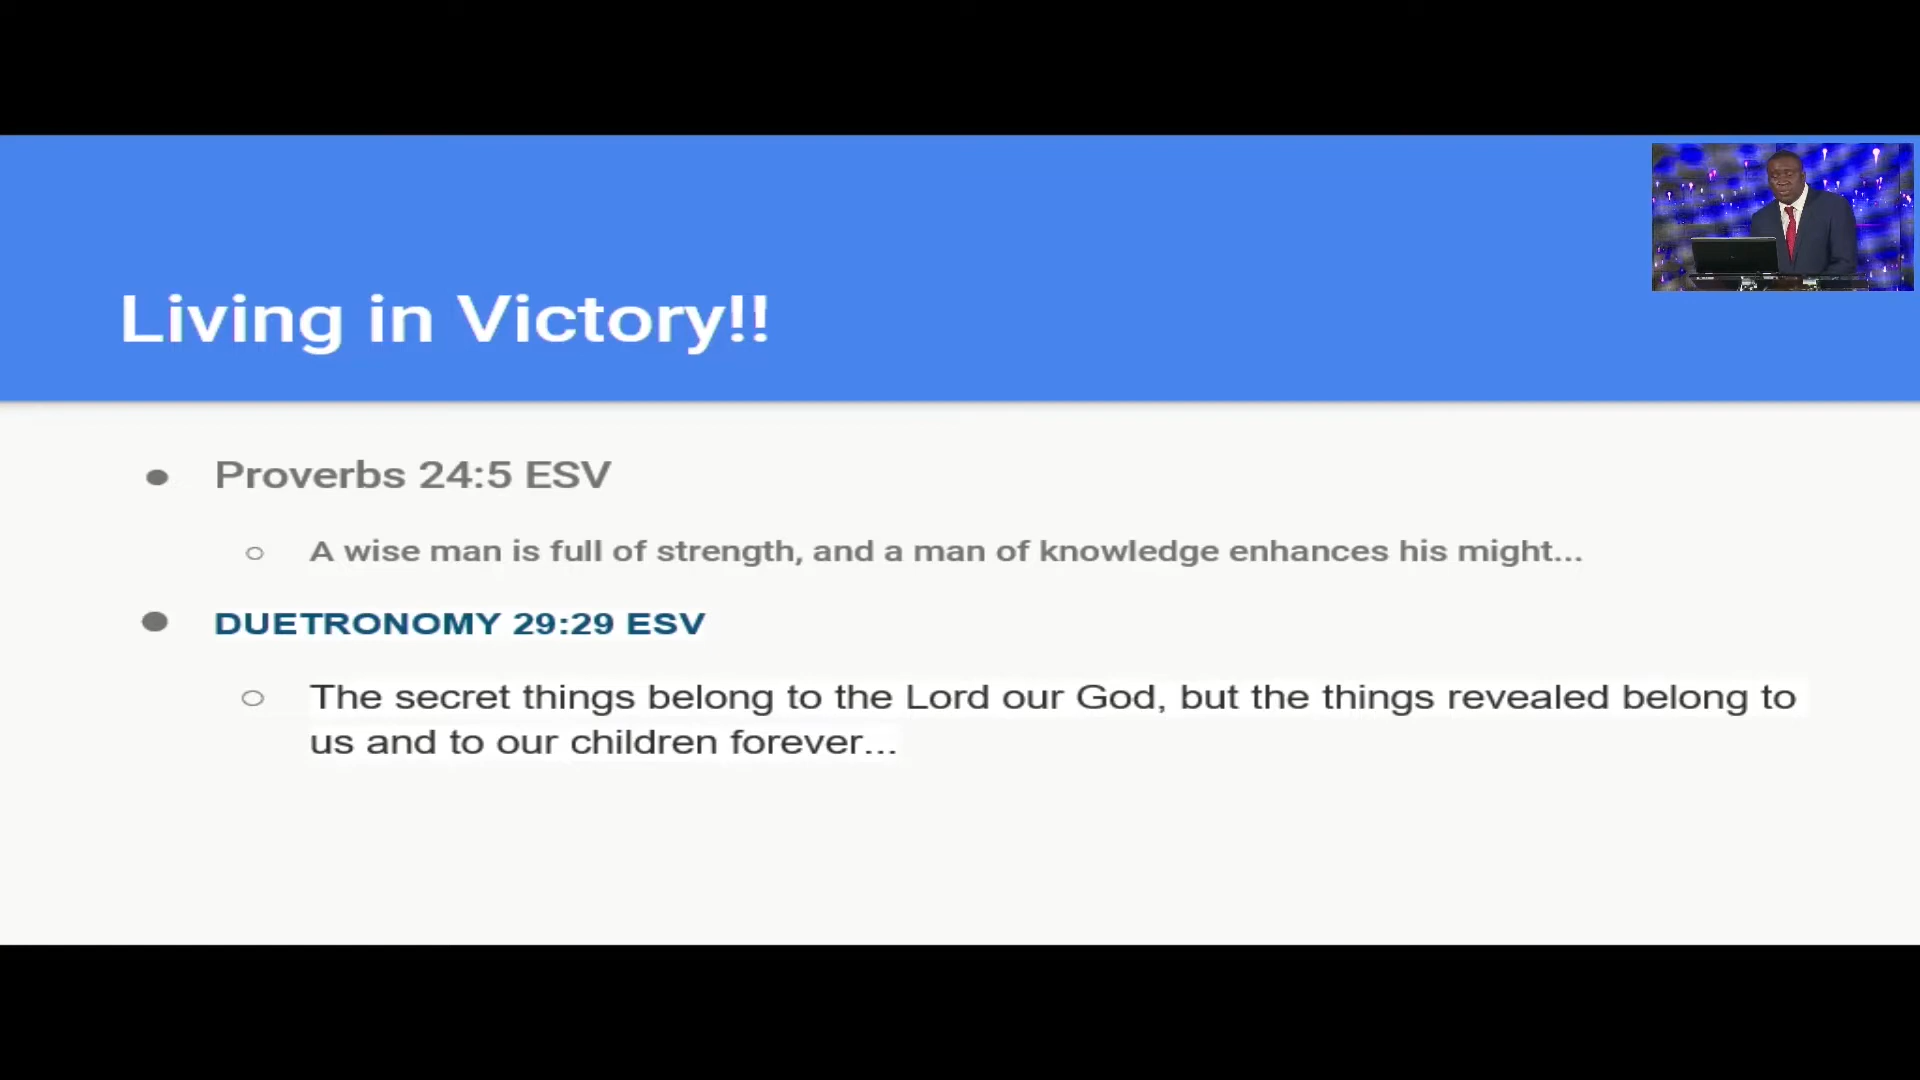 Living in Victory!!
Proverbs 24:5 ESV
A wise man is full of strength, and a man of knowledge enhances his might...
DUETRONOMY 29:29 ESV
The secret things belong to the Lord our God, but the things revealed belong to
us and to our children forever...